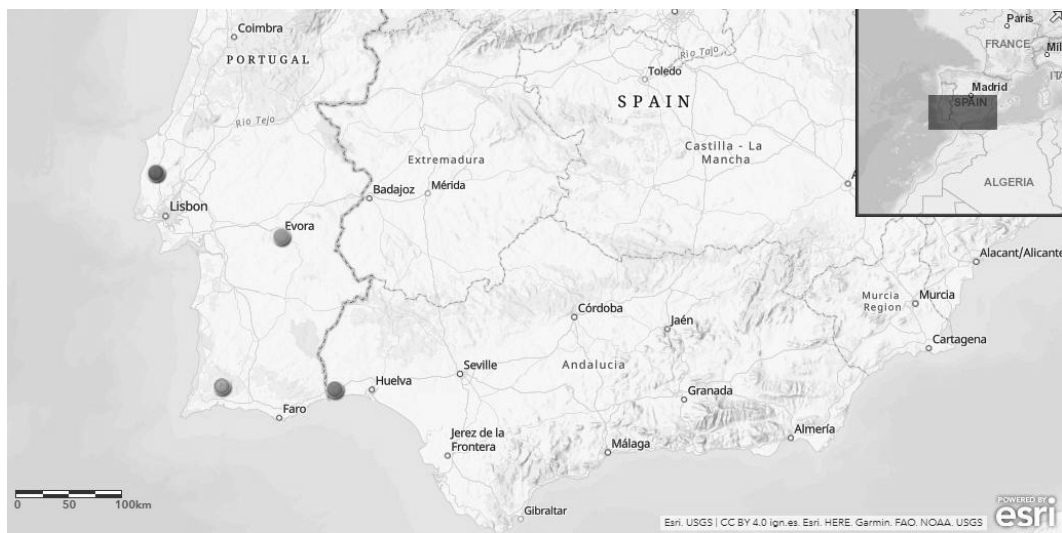 Coimbra
PORTUGAL
Rio Tejo
Rio Tejo
Toledo
SPAIN
Extremadura
Castilla - La
Mancha
Badajoz
Mérida
Lisbon
Evora
Alacant/Alicante
Murcia
Region
Murcia
Córdoba
Jaén
Cartagena
Andalucia
Seville
Huelva
Granada
Faro
Jerez de la
Frontera
Málaga
Almería
Gibraltar
Paris
FRANCE
Mil
Madrid
SPAIN
ALGERIA
0 50 100km
POWERED BY
esri
Esri, USGS | CC BY 4.0 ign.es, Esri, HERE, Garmin, FAO, NOAA, USGS